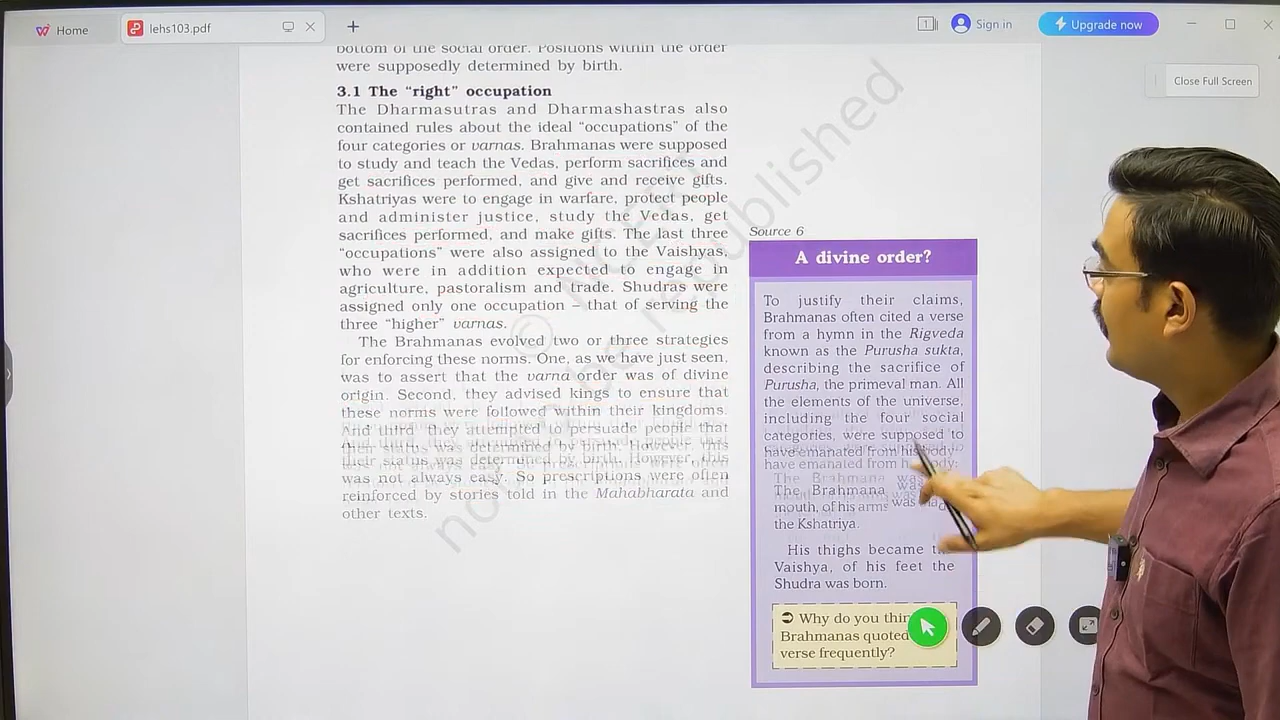 Home
lehs103.pdf
1
Sign in
Upgrade now
Close Full Screen
bottom of the social order. Positions within the order
were supposedly determined by birth.
3.1 The “right” occupation
The Dharmasutras and Dharmashastras also
contained rules about the ideal “occupations” of the
four categories or varnas. Brahmanas were supposed
to study and teach the Vedas, perform sacrifices and
get sacrifices performed, and give and receive gifts.
Kshatriyas were to engage in warfare, protect people
and administer justice, study the Vedas, get
sacrifices performed, and make gifts. The last three
“occupations” were also assigned to the Vaishyas,
who were in addition expected to engage in
agriculture, pastoralism and trade. Shudras were
assigned only one occupation – that of serving the
three “higher” varnas.
The Brahmanas evolved two or three strategies
for enforcing these norms. One, as we have just seen,
was to assert that the varna order was of divine
origin. Second, they advised kings to ensure that
these norms were followed within their kingdoms.
And third, they attempted to persuade people that
their status was determined by birth. However, this
was not always easy. So prescriptions were often
reinforced by stories told in the Mahabharata and
other texts.
Source 6
A divine order?
To justify their claims,
Brahmanas often cited a verse
from a hymn in the Rigveda
known as the Purusha sukta,
describing the sacrifice of
Purusha, the primeval man. All
the elements of the universe,
including the four social
categories, were supposed to
have emanated from his body:
The Brahmana was
mouth, of his arms was
the Kshatriya.
His thighs became
Vaishya, of his feet the
Shudra was born.
Why do you
Brahmanas quoted
verse frequently?
© NCERT
not be republished